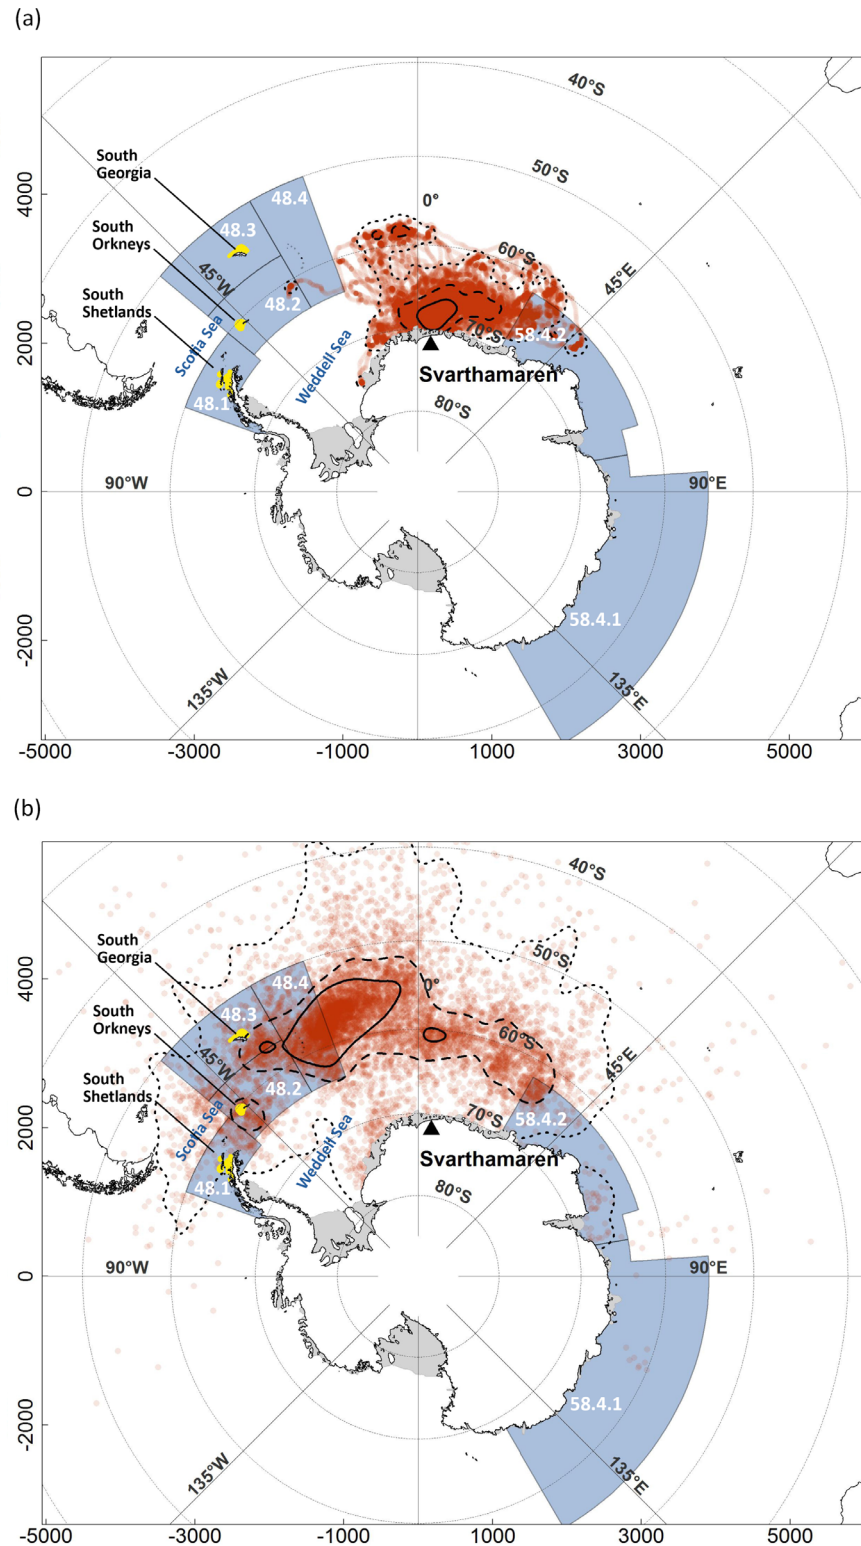 (a)
40°S
50°S
South
Georgia
4000
48.4
0°
South
Orkneys
48.3
60°S
45°W
45°E
South
Shetlands
48.2
2000
Scotia Sea
Weddell Sea
70°S
58.4.2
Svarthamaren
48.1
80°S
0
90°W
90°E
-2000
58.4.1
135°W
135°E
-5000 -3000 -1000 1000 3000 5000
(b)
40°S
50°S
South
Georgia
4000
48.4
0°
South
Orkneys
48.3
60°S
45°W
45°E
South
Shetlands
48.2
2000
Scotia Sea
Weddell Sea
70°S
58.4.2
Svarthamaren
48.1
80°S
0
90°W
90°E
-2000
58.4.1
135°W
135°E
-5000 -3000 -1000 1000 3000 5000